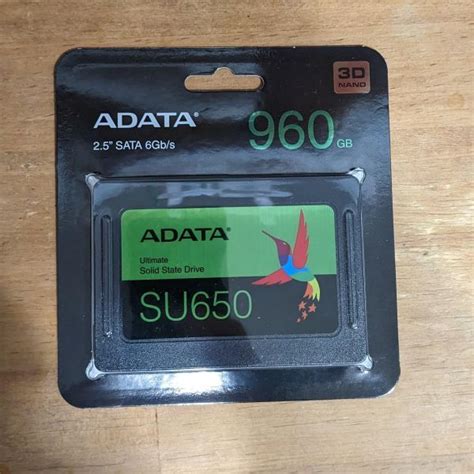 3D
NAND
ADATA®
960 GB
2.5" SATA 6Gb/s
ADATA®
Ultimate
Solid State Drive
SU650